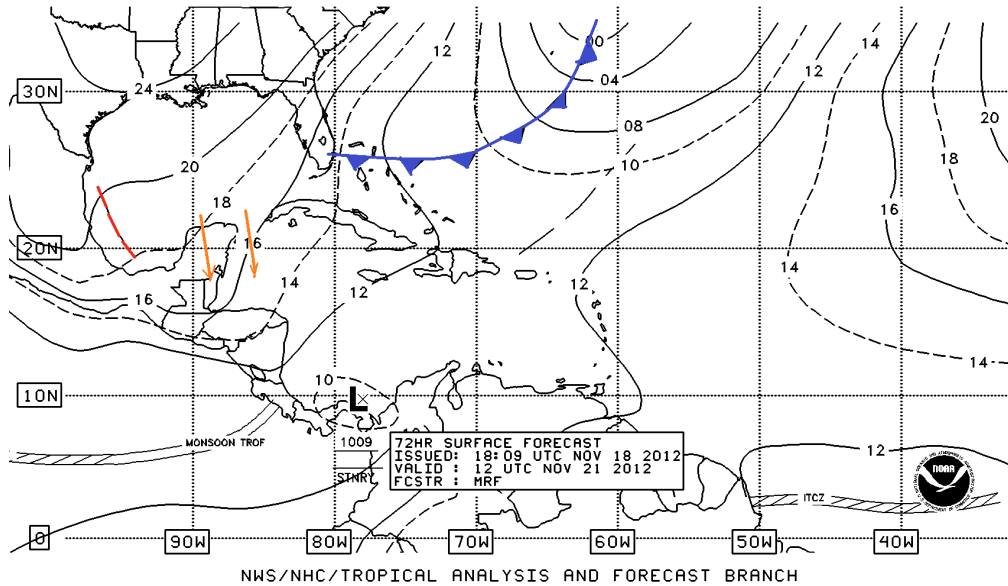 00
12
14
12
04
30N
24
08
20
10
18
20
18
16
20N
16
14
14
12
12
16
14
10
10N
L
MONSOON TROF
1009
STNRY
72HR SURFACE FORECAST
ISSUED: 18:09 UTC NOV 18 2012
VALID : 12 UTC NOV 21 2012
FCSTR : MRF
12
NOAA
ITCZ
0
90W
80W
70W
60W
50W
40W
NWS/NHC/TROPICAL ANALYSIS AND FORECAST BRANCH